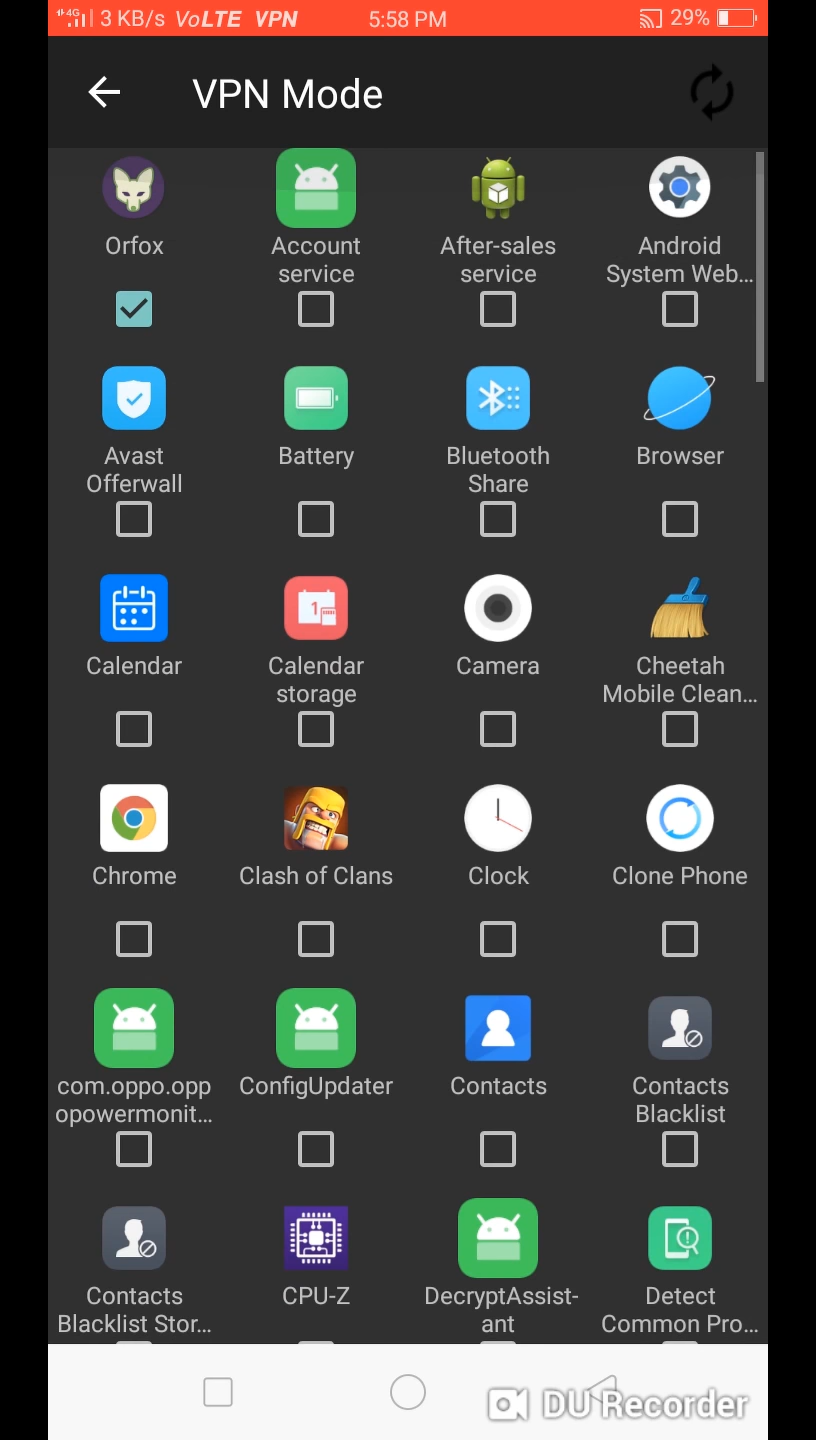 4G 3 KB/s VoLTE VPN 5:58 PM 29%
VPN Mode
Orfox Account service After-sales service Android System Web...
Avast Offerwall Battery Bluetooth Share Browser
Calendar Calendar storage Camera Cheetah Mobile Clean...
1
Chrome Clash of Clans Clock Clone Phone
com.oppo.opp opowermonit... ConfigUpdater Contacts Contacts Blacklist
Contacts Blacklist Stor... CPU-Z DecryptAssist- ant Detect Common Pro...
DU Recorder